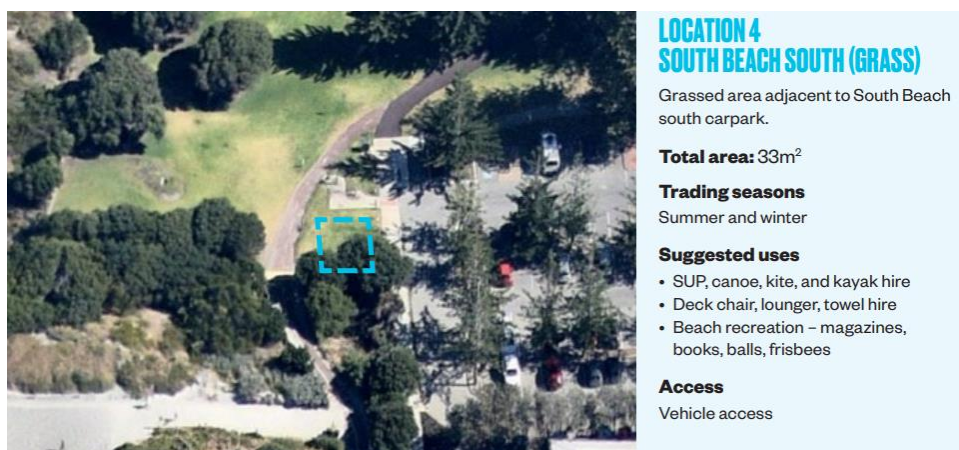 LOCATION 4
SOUTH BEACH SOUTH (GRASS)
Grassed area adjacent to South Beach
south carpark.
Total area: 33m²
Trading seasons
Summer and winter
Suggested uses
• SUP, canoe, kite, and kayak hire
• Deck chair, lounger, towel hire
• Beach recreation – magazines,
books, balls, frisbees
Access
Vehicle access